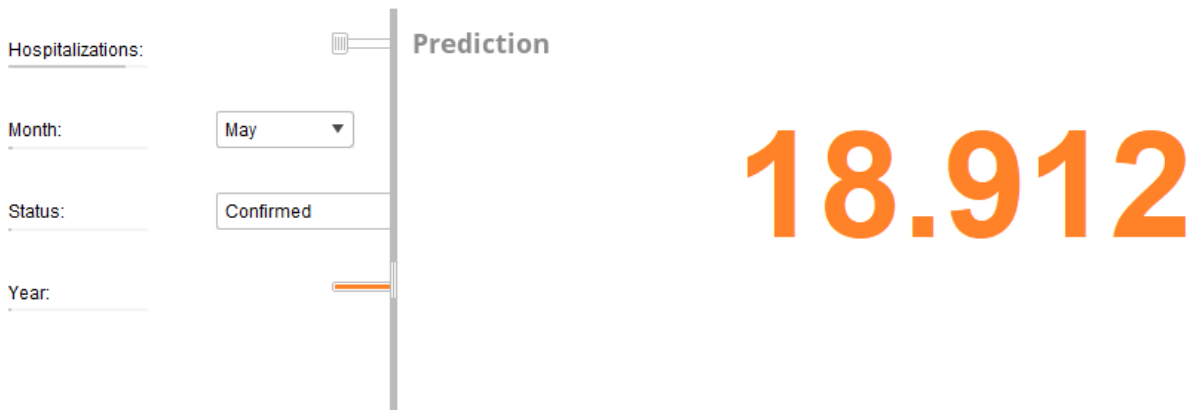 Hospitalizations:
Prediction
Month:
May
18.912
Status:
Confirmed
Year: